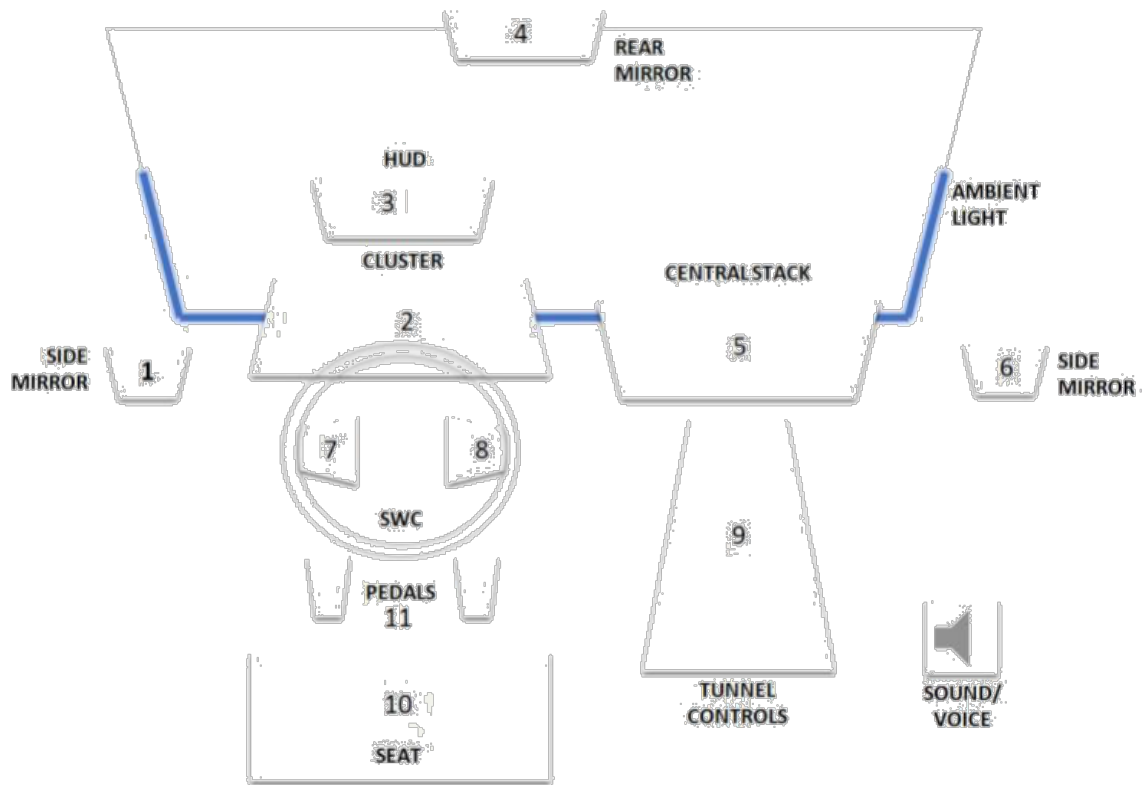 4
REAR
MIRROR
HUD
3
AMBIENT
LIGHT
CLUSTER
CENTRALSTACK
2
5
SIDE
MIRROR
1
6
SIDE
MIRROR
7
8
SWC
9
PEDALS
11
10
SEAT
TUNNEL
CONTROLS
SOUND/
VOICE